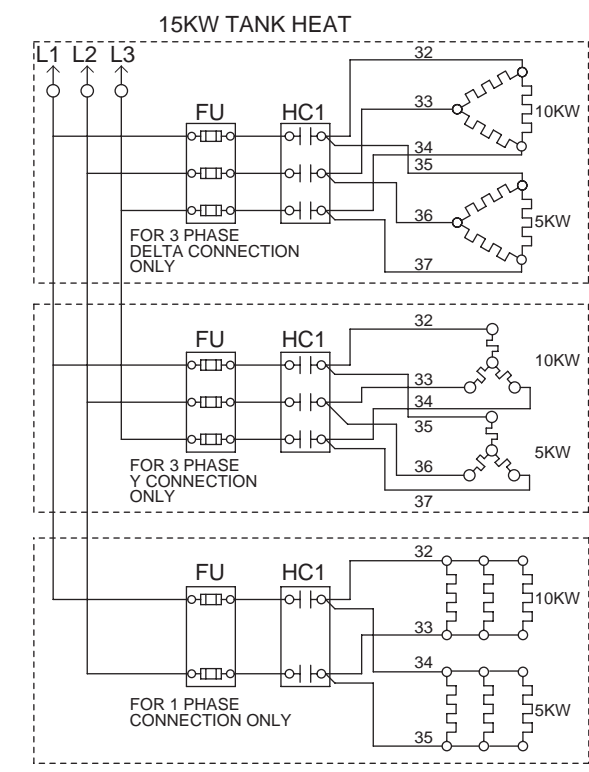 15KW TANK HEAT
L1 L2 L3
FU HC1
32
33
34
35
36
37
10KW
5KW
FOR 3 PHASE
DELTA CONNECTION
ONLY
FU HC1
32
33
34
35
36
37
10KW
5KW
FOR 3 PHASE
Y CONNECTION
ONLY
FU HC1
32
33
34
35
10KW
5KW
FOR 1 PHASE
CONNECTION ONLY